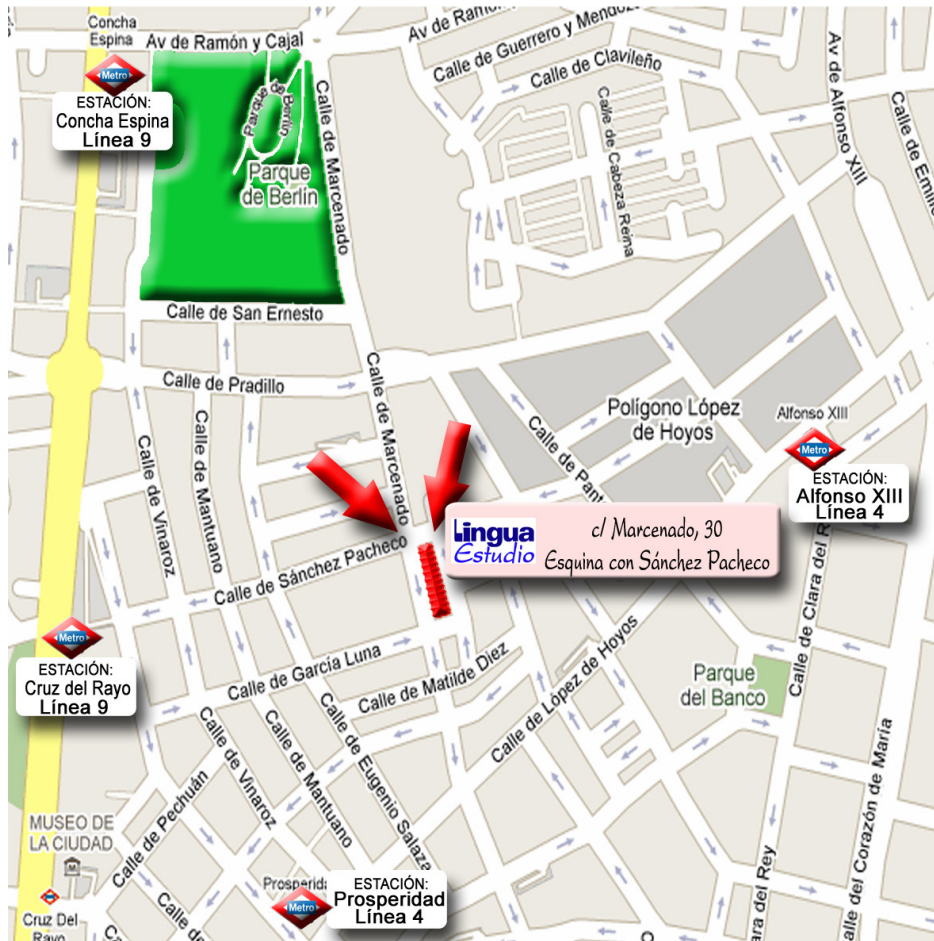 Concha
Espina
Av de Ramón y Cajal
Metro
ESTACIÓN:
Concha Espina
Línea 9
Parque de Berlín
Parque
de Berlín
Calle de Marcenado
Calle de Guerrero y Mendoza
Calle de Clavileño
Calle de Cabeza Reina
Av de Alfonso XIII
Calle de San Ernesto
Calle de Pradillo
Calle de Marcenado
Polígono López
de Hoyos
Alfonso XIII
Metro
ESTACIÓN:
Alfonso XIII
Línea 4
Calle de Vinaroz
Calle de Mantuano
Calle de Sánchez Pacheco
Lingua
Estudio
c/ Marcenado, 30
Esquina con Sánchez Pacheco
Metro
ESTACIÓN:
Cruz del Rayo
Línea 9
Calle de García Luna
Calle de Matilde Diez
Calle de López de Hoyos
Parque
del Banco
Calle de Clara del
Calle del Corazón de María
Calle de Vinaroz
Calle de Mantuano
Calle de Eugenio
Calle de Pechuán
MUSEO DE
LA CIUDAD
M
Metro
ESTACIÓN:
Prosperidad
Línea 4
Cruz Del
Rayo
Calle de
del Rey